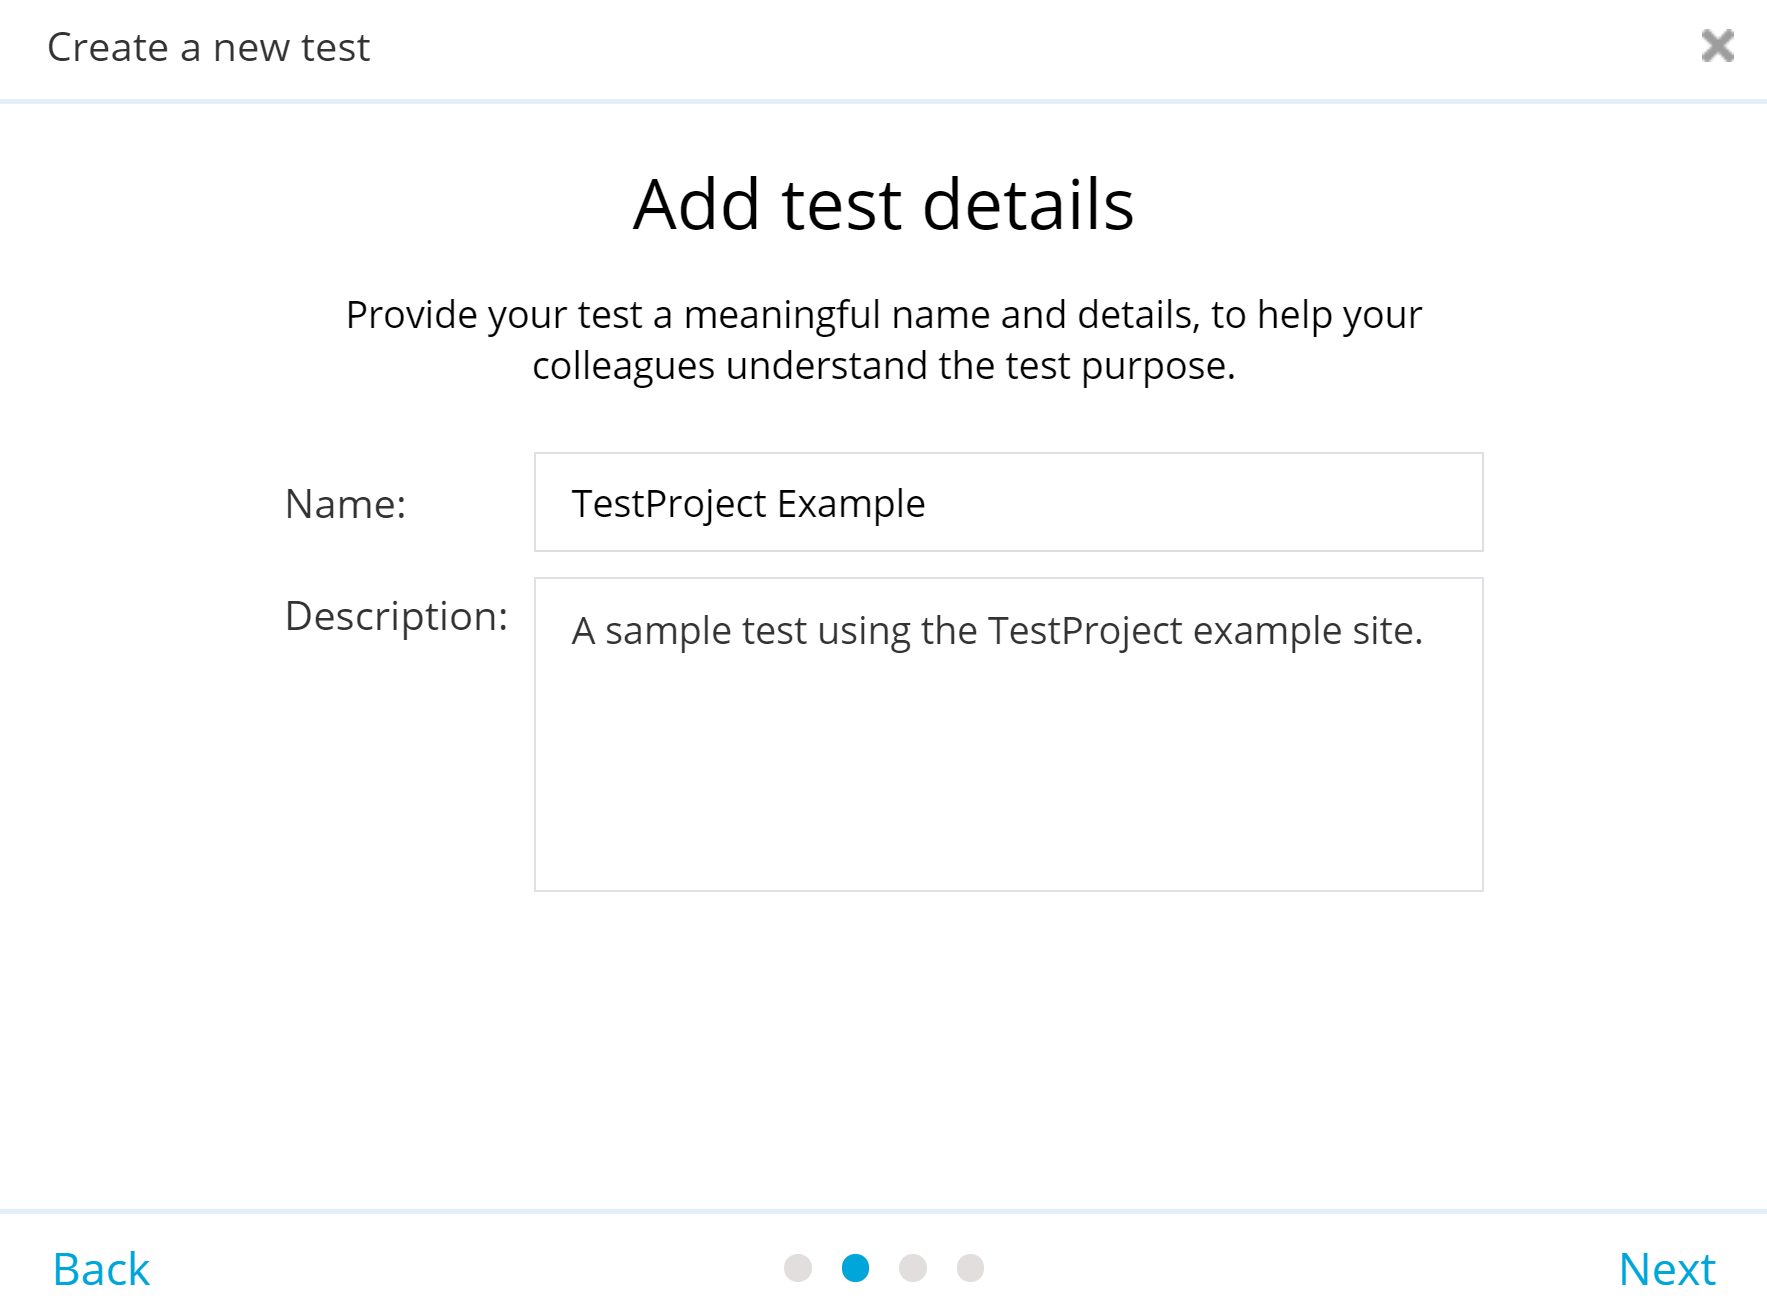 Create a new test
Add test details
Provide your test a meaningful name and details, to help your
colleagues understand the test purpose.
Name:
TestProject Example
Description:
A sample test using the TestProject example site.
Back
Next